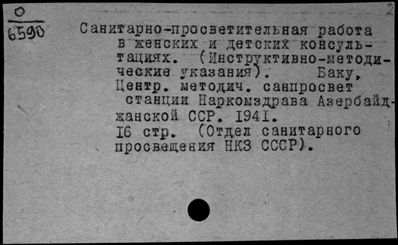 О
6590
Санитарно-просветительная работа
в женских и детских консуль-
тациях. (Инструктивно-методи-
ческие указания). Баку,
Центр. методич. санпросвет
станции Наркомздрава Азербайд-
жанской ССР. 1941.
16 стр. (Отдел санитарного
просвещения НКЗ СССР).